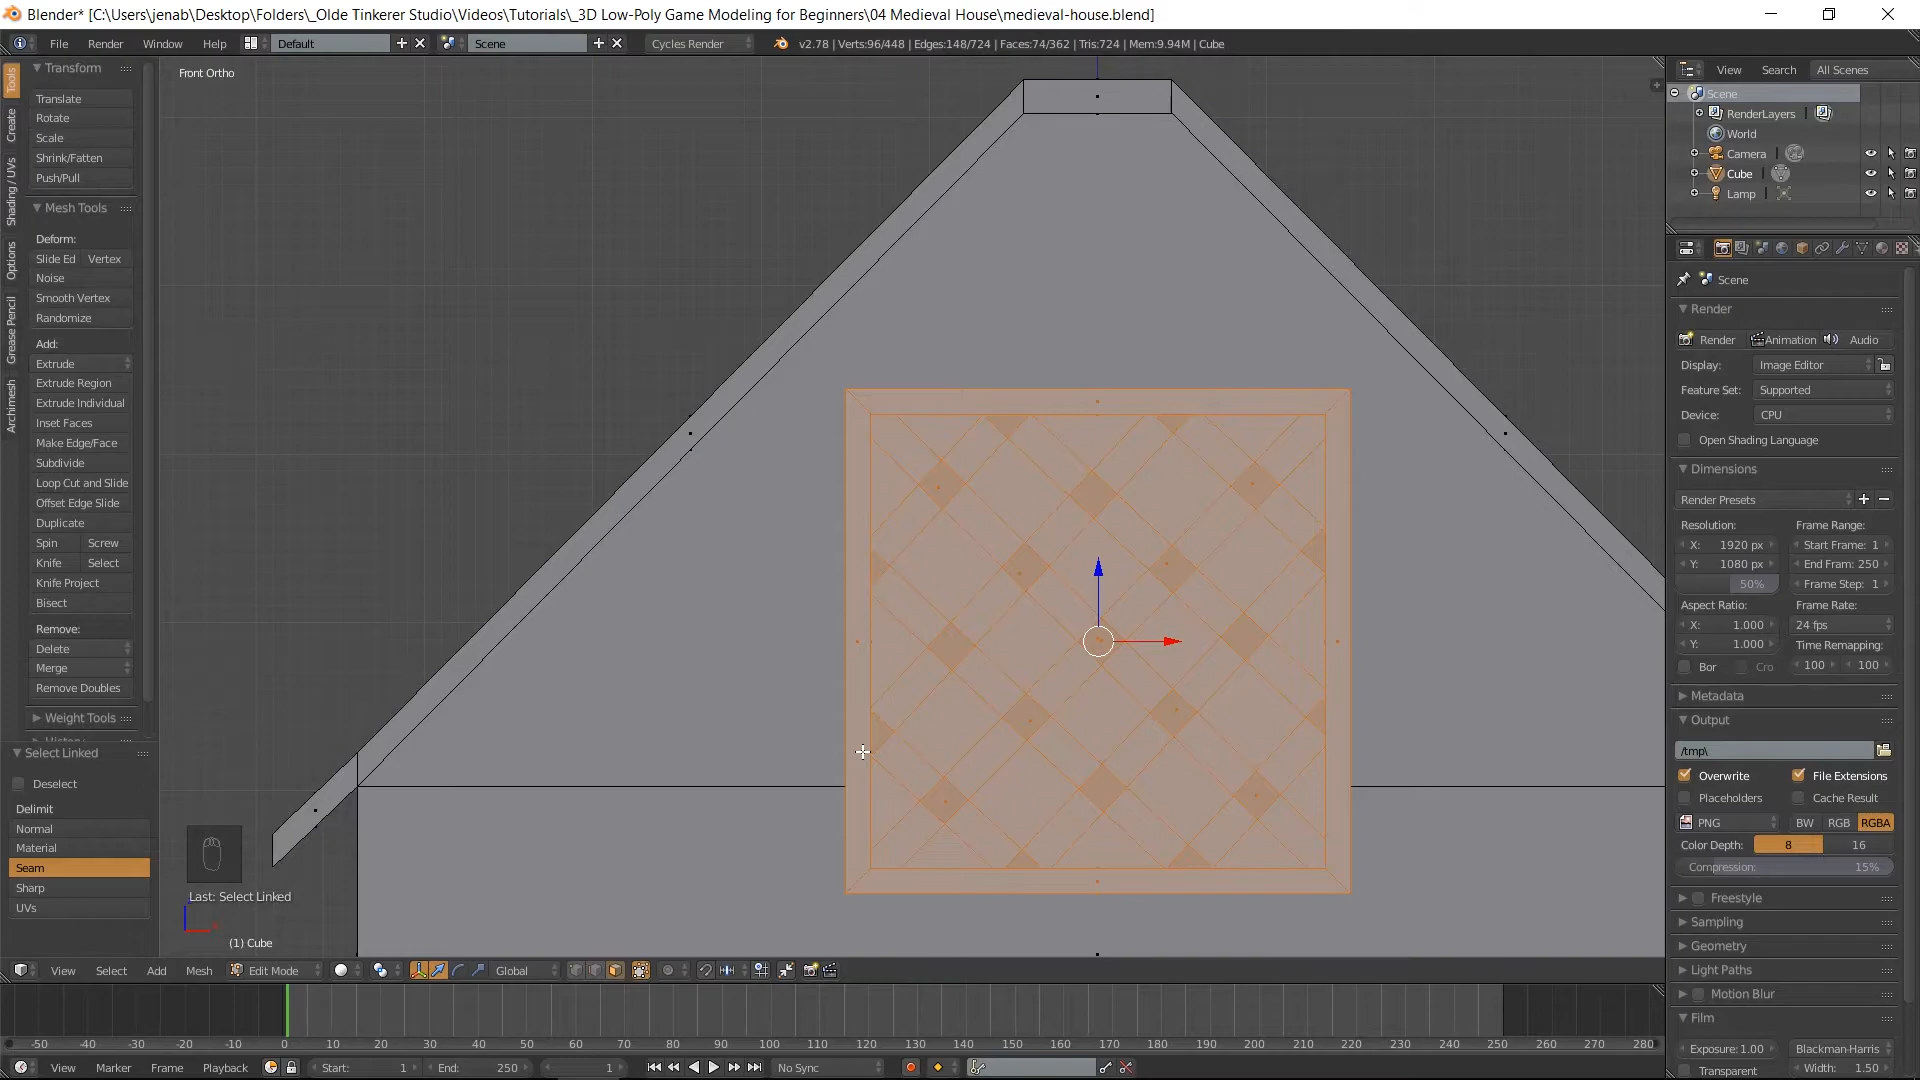 Blender* [C:\Users\jenab\Desktop\Folders\_Olde Tinkerer Studio\Videos\Tutorials\_3D Low-Poly Game Modeling for Beginners\04 Medieval House\medieval-house.blend]
File Render Window Help Default Scene Cycles Render v2.78 | Verts:96/448 | Edges:148/724 | Faces:74/362 | Tris:724 | Mem:9.94M | Cube
Tools
Create
Shading / UVs
Options
Grease Pencil
Archimesh
Transform
Translate
Rotate
Scale
Shrink/Fatten
Push/Pull
Mesh Tools
Deform:
Slide Ed Vertex
Noise
Smooth Vertex
Randomize
Add:
Extrude
Extrude Region
Extrude Individual
Inset Faces
Make Edge/Face
Subdivide
Loop Cut and Slide
Offset Edge Slide
Duplicate
Spin Screw
Knife Select
Knife Project
Bisect
Remove:
Delete
Merge
Remove Doubles
Weight Tools
Select Linked
Deselect
Delimit
Normal
Material
Seam
Sharp
UVs
Front Ortho
Last: Select Linked
(1) Cube
View Select Add Mesh Edit Mode Global
-50 -40 -30 -20 -10 0 10 20 30 40 50 60 70 80 90 100 110 120 130 140 150 160 170 180 190 200 210 220 230 240 250 260 270 280
View Marker Frame Playback Start: 1 End: 250 1 No Sync
View Search All Scenes
Scene
RenderLayers |
World
Camera |
Cube
Lamp |
Scene
Render
Render Animation Audio
Display: Image Editor
Feature Set: Supported
Device: CPU
Open Shading Language
Dimensions
Render Presets
Resolution: Frame Range:
X: 1920 px Start Frame: 1
Y: 1080 px End Fram: 250
50% Frame Step: 1
Aspect Ratio: Frame Rate:
X: 1.000 24 fps
Y: 1.000 Time Remapping:
Bor Cro 100 100
Metadata
Output
/tmp\
Overwrite File Extensions
Placeholders Cache Result
PNG BW RGB RGBA
Color Depth: 8 16
Compression: 15%
Freestyle
Sampling
Geometry
Light Paths
Motion Blur
Film
Exposure: 1.00 Blackman-Harris
Transparent Width: 1.50